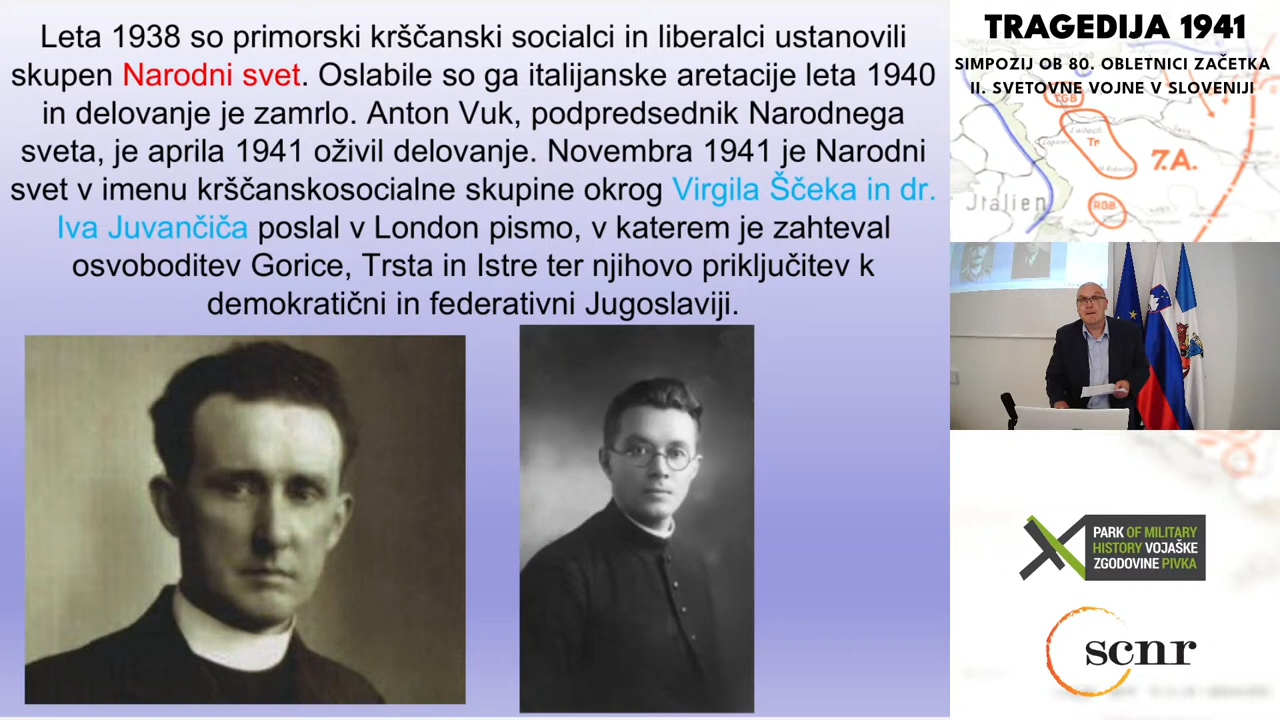 Leta 1938 so primorski krščanski socialci in liberalci ustanovili
skupen Narodni svet. Oslabile so ga italijanske aretacije leta 1940
in delovanje je zamrlo. Anton Vuk, podpredsednik Narodnega
sveta, je aprila 1941 oživil delovanje. Novembra 1941 je Narodni
svet v imenu krščanskosocialne skupine okrog Virgila Ščeka in dr.
Iva Juvančiča poslal v London pismo, v katerem je zahteval
osvoboditev Gorice, Trsta in Istre ter njihovo priključitev k
demokratični in federativni Jugoslaviji.
TRAGEDIJA 1941
SIMPOZIJ OB 80. OBLETNICI ZAČETKA
II. SVETOVNE VOJNE V SLOVENIJI
TGB
Laibach
Tr
7.A.
RGB
Italien
PARK OF MILITARY
HISTORY VOJAŠKE
ZGODOVINE PIVKA
scnr